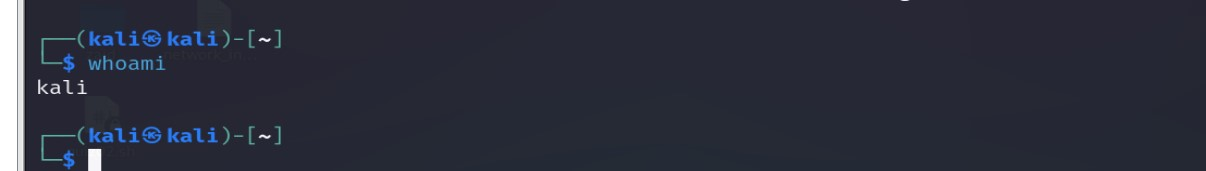 ┌──(kali㉿kali)-[~]
└─$ whoami
kali
┌──(kali㉿kali)-[~]
└─$